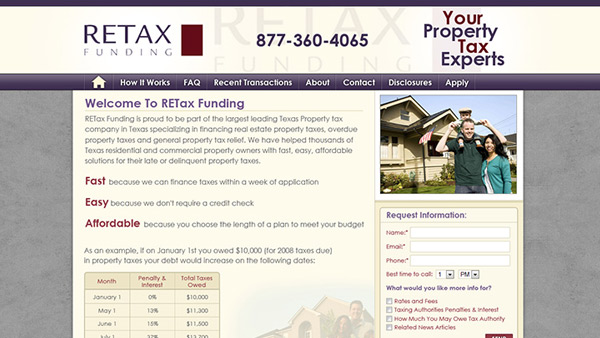 RETAX
FUNDING
877-360-4065
Your
Property
Tax
Experts
How It Works FAQ Recent Transactions About Contact Disclosures Apply
Welcome To RETax Funding
RETax Funding is proud to be part of the largest leading Texas Property tax
company in Texas specializing in financing real estate property taxes, overdue
property taxes and general property tax relief. We have helped thousands of
Texas residential and commercial property owners with fast, easy, affordable
solutions for their late or delinquent property taxes.
Fast because we can finance taxes within a week of application
Easy because we don't require a credit check
Affordable because you choose the length of a plan to meet your budget
As an example, if on January 1st you owed $10,000 (for 2008 taxes due)
in property taxes your debt would increase on the following dates:
Month Penalty & Interest Total Taxes Owed
January 1 0% $10,000
May 1 13% $11,300
June 1 15% $11,500
July 1
Request Information:
Name:*
Email:*
Phone:*
Best time to call: 1 PM
What would you like more info for?
Rates and Fees
Taxing Authorities Penalties & Interest
How Much You May Owe Tax Authority
Related News Articles